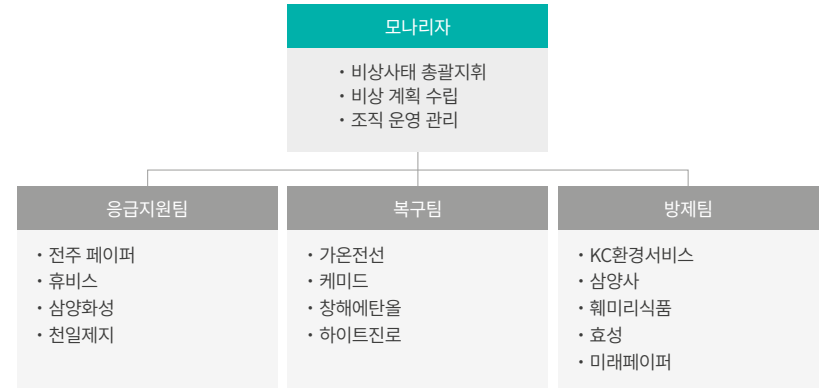 모나리자
・비상사태 총괄지휘
・비상 계획 수립
・조직 운영 관리
응급지원팀
・전주 페이퍼
・휴비스
・삼양화성
・천일제지
복구팀
・가온전선
・케미드
・창해에탄올
・하이트진로
방제팀
・KC환경서비스
・삼양사
・훼미리식품
・효성
・미래페이퍼